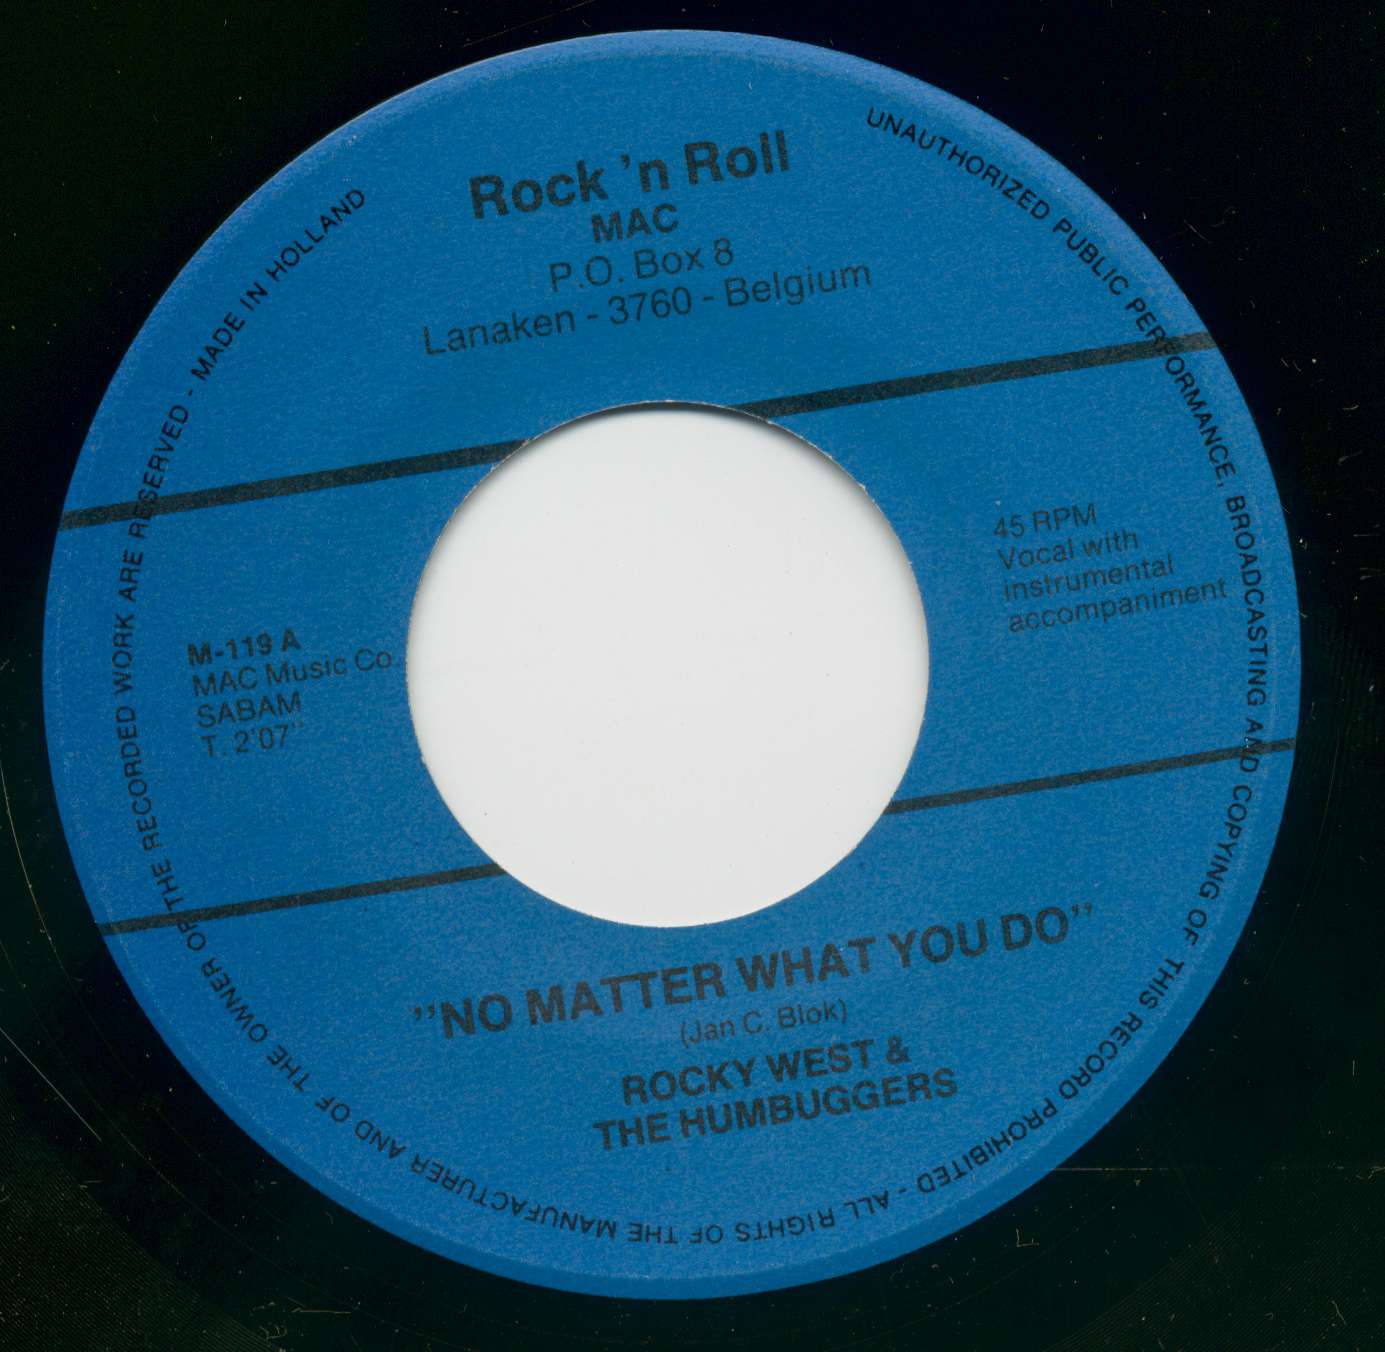 Rock 'n Roll
MAC
P.O. Box 8
Lanaken - 3760 - Belgium
45 RPM
Vocal with
instrumental
accompaniment
M-119 A
MAC Music Co.
SABAM
T. 2'07"
"NO MATTER WHAT YOU DO"
(Jan C. Blok)
ROCKY WEST &
THE HUMBUGGERS
UNAUTHORIZED PUBLIC PERFORMANCE, BROADCASTING AND COPYING OF THIS RECORD PROHIBITED - ALL RIGHTS OF THE MANUFACTURER AND OF THE OWNER OF THE RECORDED WORK ARE RESERVED - MADE IN HOLLAND